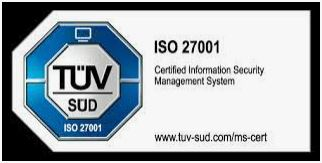 TÜV
SÜD
ISO 27001
ISO 27001
Certified Information Security
Management System
www.tuv-sud.com/ms-cert